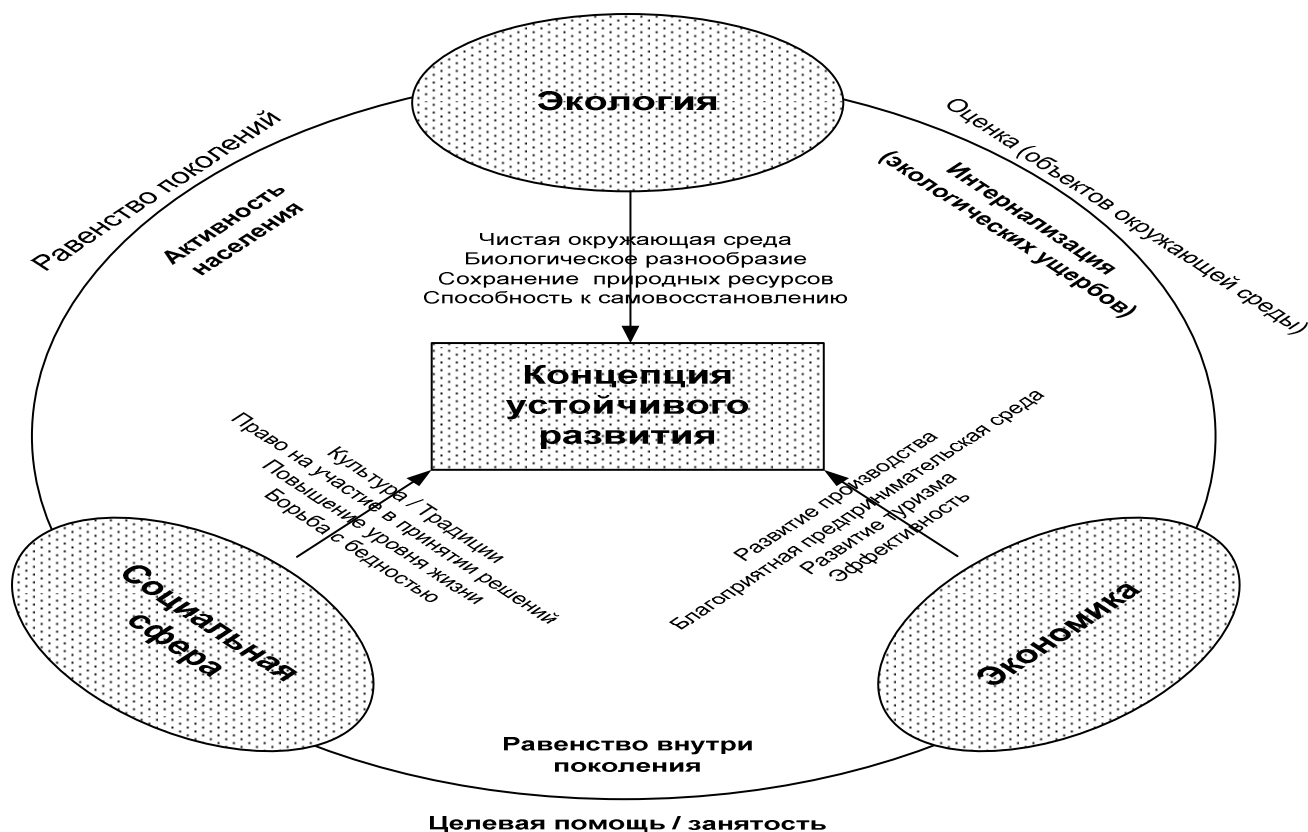 Экология
Равенство поколений
Активность
населения
Оценка (объектов окружающей среды)
Интернализация
(экологических ущербов)
Чистая окружающая среда
Биологическое разнообразие
Сохранение природных ресурсов
Способность к самовосстановлению
Концепция
устойчивого
развития
Культура / Традиции
Право на участие в принятии решений
Повышение уровня жизни
Борьба с бедностью
Развитие производства
Благоприятная предпринимательская среда
Развитие туризма
Эффективность
Социальная
сфера
Экономика
Равенство внутри
поколения
Целевая помощь / занятость